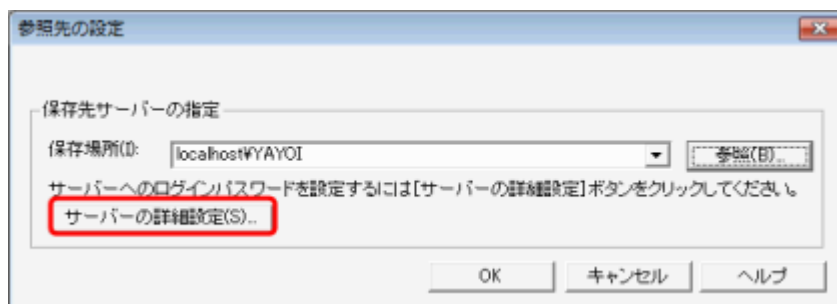 参照先の設定
保存先サーバーの指定
保存場所(I):
localhost¥YAYOI
参照(B)...
サーバーへのログインパスワードを設定するには[サーバーの詳細設定]ボタンをクリックしてください。
サーバーの詳細設定(S)...
OK
キャンセル
ヘルプ